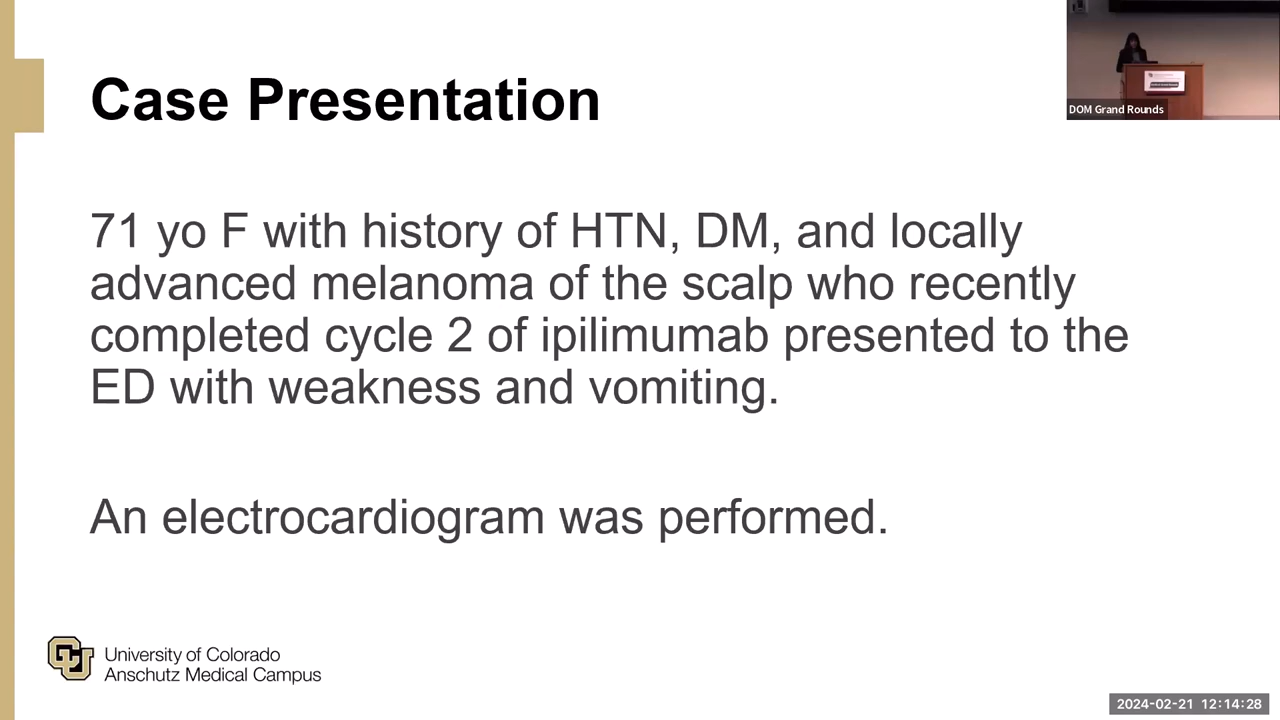 Case Presentation
DOM Grand Rounds
71 yo F with history of HTN, DM, and locally
advanced melanoma of the scalp who recently
completed cycle 2 of ipilimumab presented to the
ED with weakness and vomiting.
An electrocardiogram was performed.
University of Colorado
Anschutz Medical Campus
2024-02-21 12:14:28